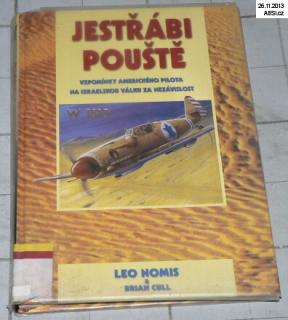 26.11.2013
ABSI.cz
JESTŘÁBI
POUŠTĚ
VZPOMÍNKY AMERICKÉHO PILOTA
NA IZRAELSKOU VÁLKU ZA NEZÁVISLOST
LEO NOMIS
&
BRIAN CULL